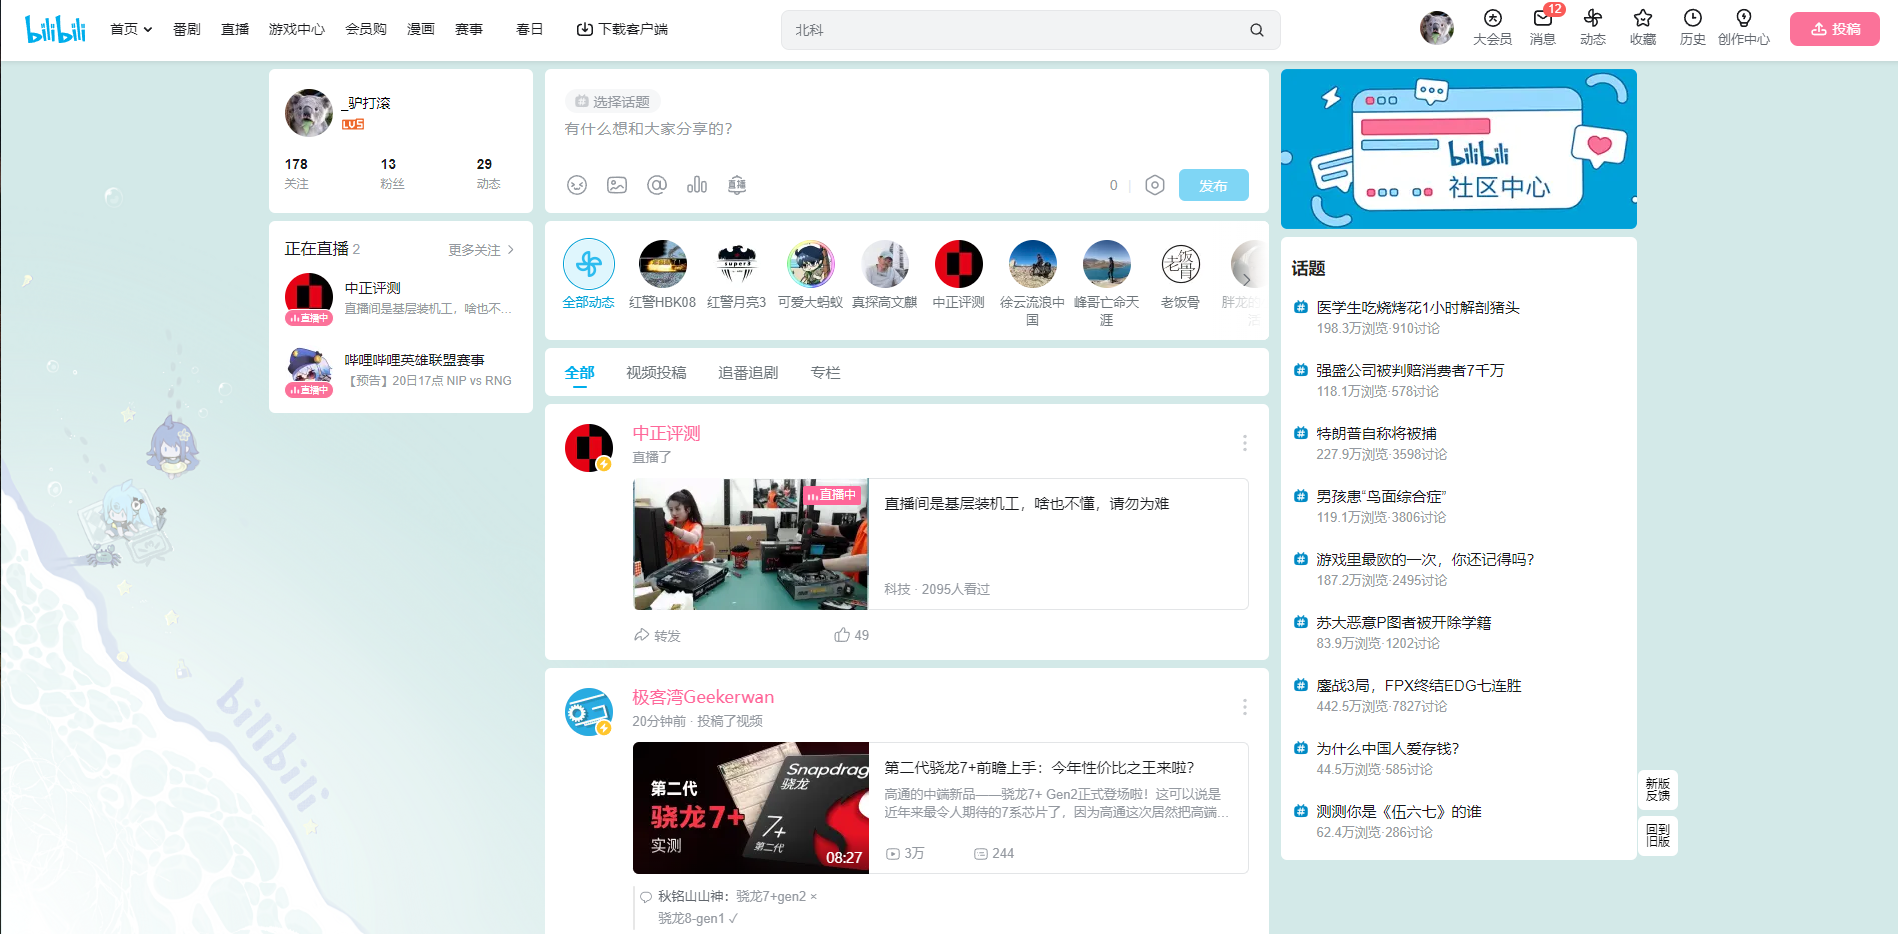 bilibili
首页
番剧
直播
游戏中心
会员购
漫画
赛事
春日
下载客户端
北科
大会员
12
消息
动态
收藏
历史
创作中心
投稿
_驴打滚
LV5
178
13
29
关注
粉丝
动态
正在直播 2
更多关注
中正评测
直播间是基层装机工，啥也不...
直播中
哔哩哔哩英雄联盟赛事
【预告】20日17点 NIP vs RNG
直播中
选择话题
有什么想和大家分享的？
直播
0
发布
全部动态
红警HBK08
super3
红警月亮3
可爱大蚂蚁
真探高文麒
中正评测
徐云流浪中国
峰哥亡命天涯
老饭骨
老饭骨
胖龙的
活
全部
视频投稿
追番追剧
专栏
中正评测
直播了
直播中
直播间是基层装机工，啥也不懂，请勿为难
科技 · 2095人看过
转发
49
极客湾Geekerwan
20分钟前 · 投稿了视频
第二代
骁龙7+
实测
Snapdrag
骁龙
7+
第二代
08:27
第二代骁龙7+前瞻上手：今年性价比之王来啦？
高通的中端新品——骁龙7+ Gen2正式登场啦！这可以说是
近年来最令人期待的7系芯片了，因为高通这次居然把高端...
3万
244
秋铭山山神：骁龙7+gen2 ×
骁龙8-gen1 ✓
bilibili
社区中心
话题
医学生吃烧烤花1小时解剖猪头
198.3万浏览·910讨论
强盛公司被判赔消费者7千万
118.1万浏览·578讨论
特朗普自称将被捕
227.9万浏览·3598讨论
男孩患“鸟面综合症”
119.1万浏览·3806讨论
游戏里最欧的一次，你还记得吗？
187.2万浏览·2495讨论
苏大恶意P图者被开除学籍
83.9万浏览·1202讨论
鏖战3局，FPX终结EDG七连胜
442.5万浏览·7827讨论
为什么中国人爱存钱？
44.5万浏览·585讨论
测测你是《伍六七》的谁
62.4万浏览·286讨论
新版
反馈
回到
旧版
bilibili